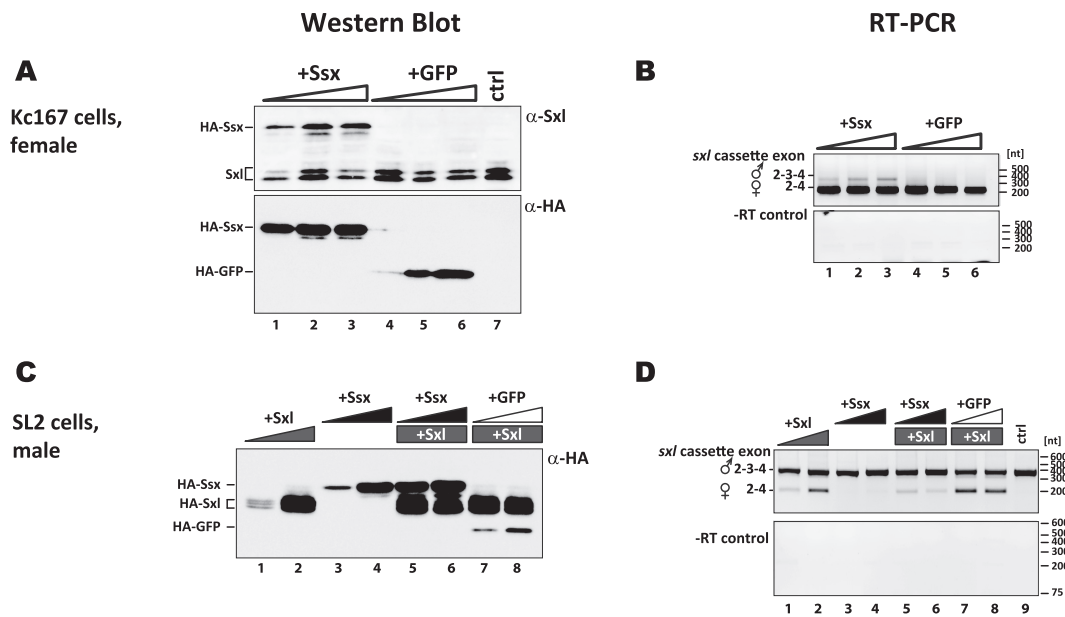 Western Blot
RT-PCR
A
Kc167 cells,
female
+Ssx
+GFP
ctrl
α-Sxl
HA-Ssx
Sxl
α-HA
HA-Ssx
HA-GFP
1 2 3 4 5 6 7
B
+Ssx
+GFP
sxl cassette exon
[nt]
♂ 2-3-4
♀ 2-4
500
400
300
200
-RT control
500
400
300
200
1 2 3 4 5 6
C
SL2 cells,
male
+Sxl
+Ssx
+Ssx
+GFP
+Sxl
+Sxl
α-HA
HA-Ssx
HA-Sxl
HA-GFP
1 2 3 4 5 6 7 8
D
+Sxl
+Ssx
+Ssx
+GFP
+Sxl
+Sxl
ctrl
sxl cassette exon
[nt]
♂ 2-3-4
♀ 2-4
600
500
400
300
200
-RT control
600
500
400
300
200
75
1 2 3 4 5 6 7 8 9